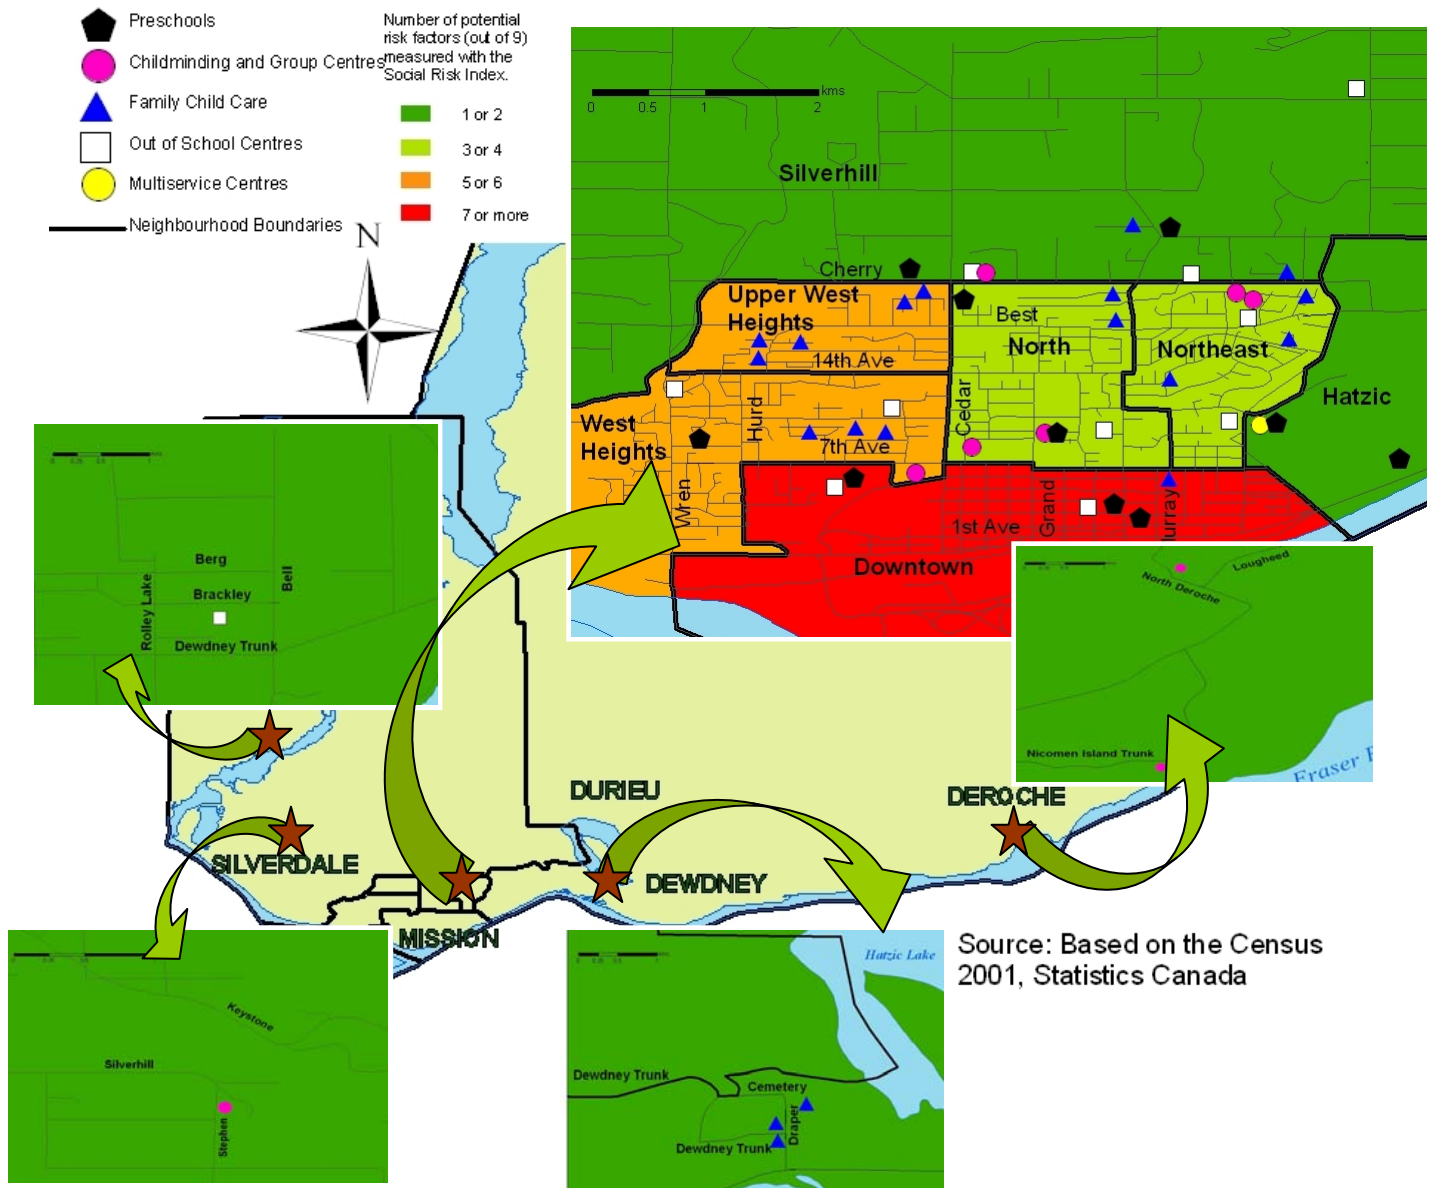 Preschools
Childminding and Group Centres
Family Child Care
Out of School Centres
Multiservice Centres
Neighbourhood Boundaries
Number of potential
risk factors (out of 9)
measured with the
Social Risk Index.
1 or 2
3 or 4
5 or 6
7 or more
N
kms
0 0.5 1 2
Silverhill
Cherry
Upper West
Heights
Best
North
Northeast
14th Ave
Hatzic
West
Heights
Hurd
Cedar
7th Ave
Wren
Grand
urray
1st Ave
Downtown
Berg
Bell
Brackley
Rolley Lake
Dewdney Trunk
Lougheed
North Deroche
Nicomen Island Trunk
Fraser
DURIEU
DEROCHE
SILVERDALE
DEWDNEY
MISSION
Source: Based on the Census
2001, Statistics Canada
Keystone
Silverhill
Stephen
Hatzic Lake
Dewdney Trunk
Cemetery
Draper
Dewdney Trunk